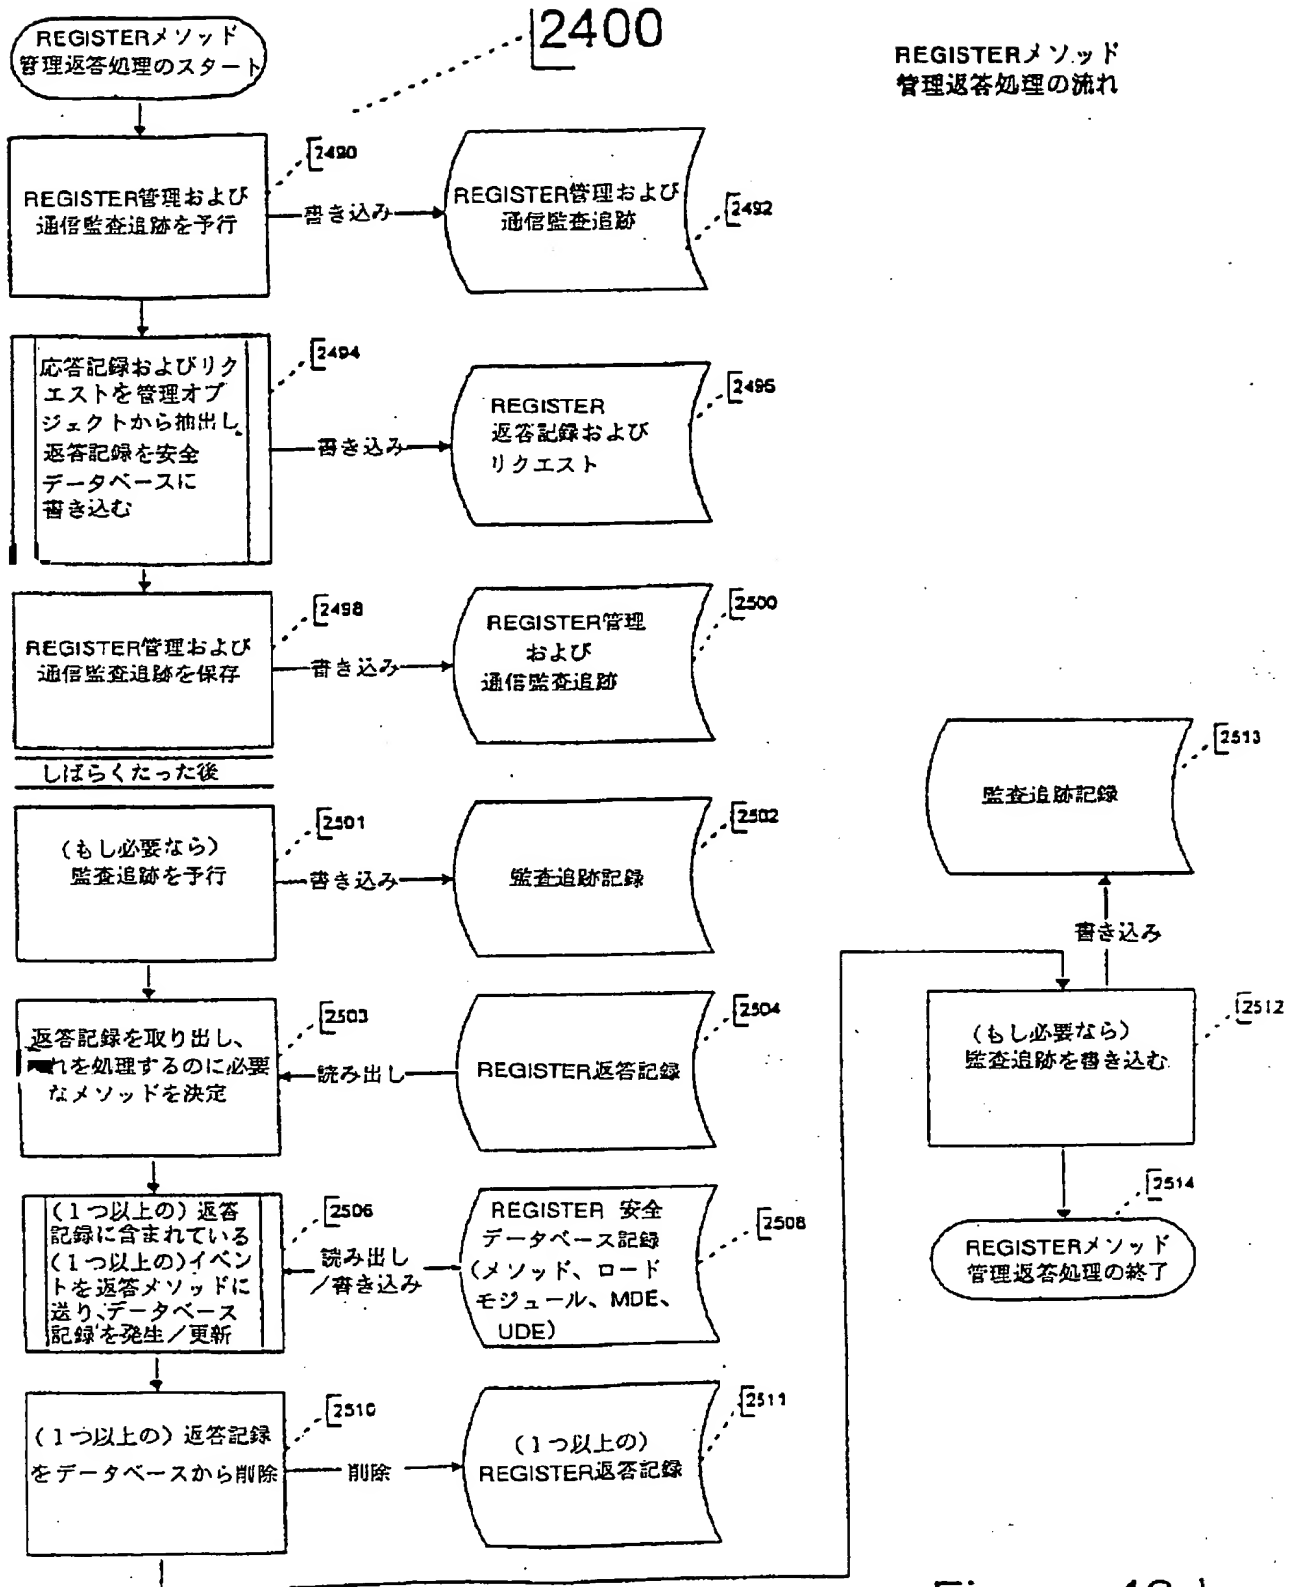 REGISTERメソッド
管理返答処理のスタート
2400
REGISTERメソッド
管理返答処理の流れ
2490
REGISTER管理および
通信監査追跡を予行
書き込み
REGISTER管理および
通信監査追跡
2492
2494
応答記録およびリク
エストを管理オブ
ジェクトから抽出し、
返答記録を安全
データベースに
書き込む
書き込み
REGISTER
返答記録および
リクエスト
2496
2498
REGISTER管理および
通信監査追跡を保存
書き込み
REGISTER管理
および
通信監査追跡
2500
しばらくたった後
2501
(もし必要なら)
監査追跡を予行
書き込み
監査追跡記録
2502
2503
返答記録を取り出し、
れを処理するのに必要
なメソッドを決定
読み出し
REGISTER返答記録
2504
2506
(1つ以上の)返答
記録に含まれている
(1つ以上の)イベン
トを返答メソッドに
送り、データベース
記録を発生/更新
読み出し
/書き込み
REGISTER 安全
データベース記録
(メソッド、ロード
モジュール、MDE、
UDE)
2508
2510
(1つ以上の)返答記録
をデータベースから削除
削除
(1つ以上の)
REGISTER返答記録
2511
監査追跡記録
2513
書き込み
(もし必要なら)
監査追跡を書き込む
2512
2514
REGISTERメソッド
管理返答処理の終了